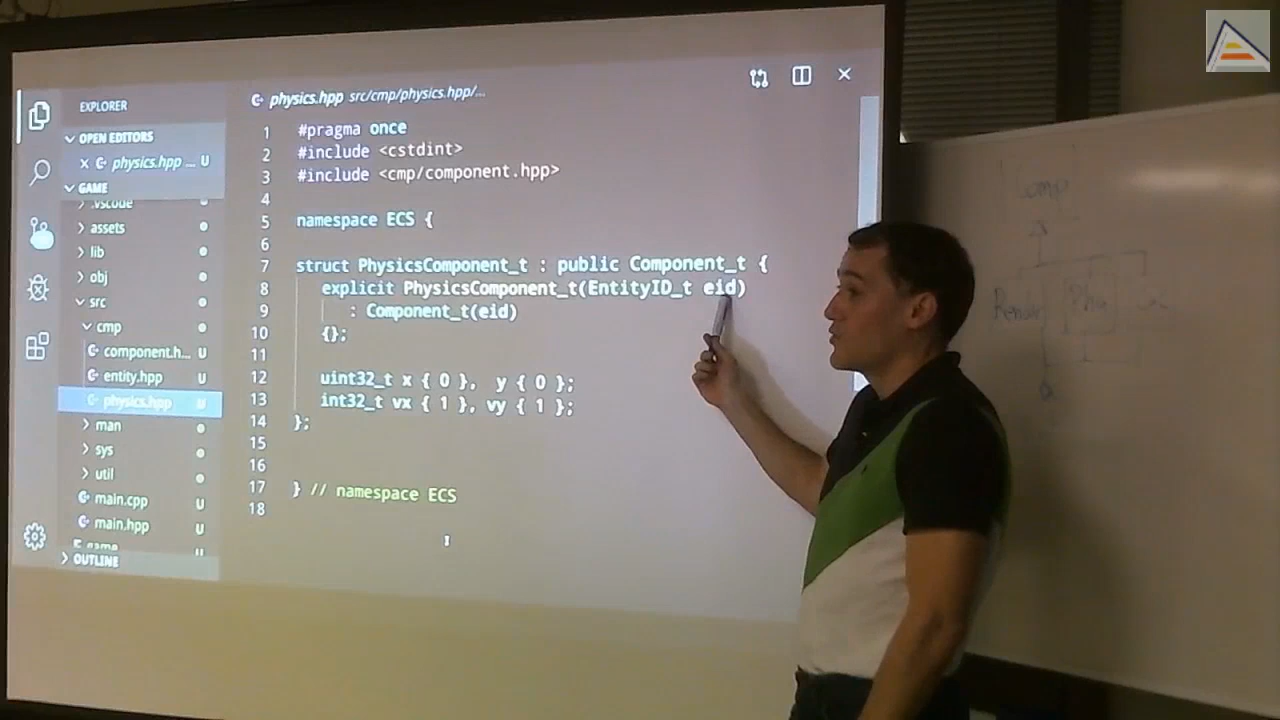 EXPLORER
OPEN EDITORS
physics.hpp ... U
GAME
.vscode
assets
lib
obj
src
cmp
component.h... U
entity.hpp U
physics.hpp U
man
sys
util
main.cpp U
main.hpp U
game U
OUTLINE
physics.hpp src/cmp/physics.hpp/...
1 #pragma once
2 #include <cstdint>
3 #include <cmp/component.hpp>
4
5 namespace ECS {
6
7 struct PhysicsComponent_t : public Component_t {
8 explicit PhysicsComponent_t(EntityID_t eid)
9 : Component_t(eid)
10 {};
11
12 uint32_t x { 0 }, y { 0 };
13 int32_t vx { 1 }, vy { 1 };
14 };
15
16
17 } // namespace ECS
18
Comp
Render
Phy